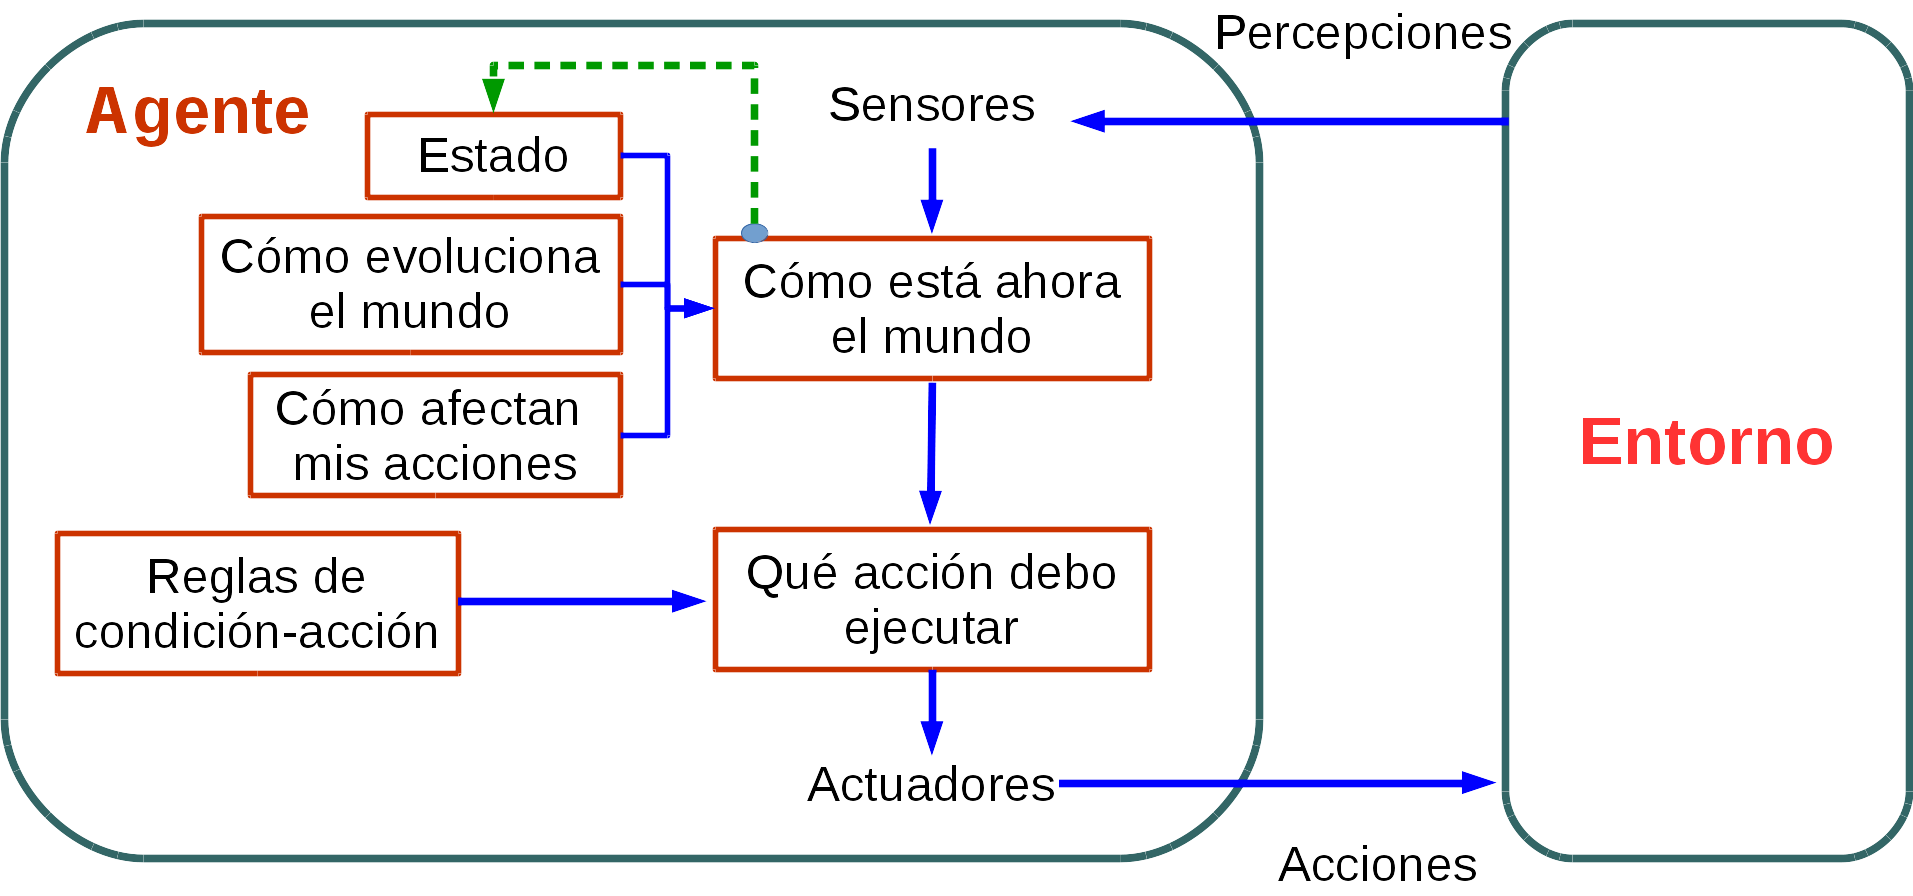 Percepciones
Agente
Sensores
Estado
Cómo evoluciona
el mundo
Cómo está ahora
el mundo
Cómo afectan
mis acciones
Entorno
Reglas de
condición-acción
Qué acción debo
ejecutar
Actuadores
Acciones